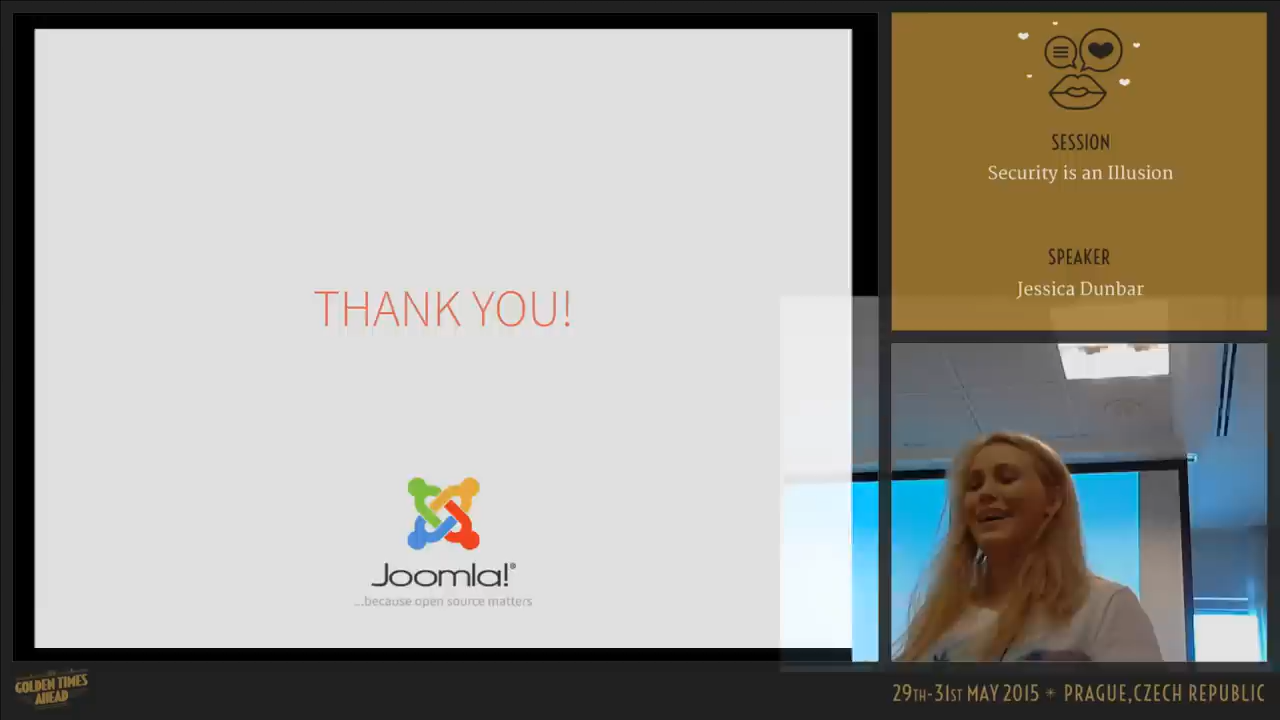 THANK YOU!
Joomla!®
...because open source matters
SESSION
Security is an Illusion
SPEAKER
Jessica Dunbar
GOLDEN TIMES
AHEAD
29TH-31ST MAY 2015 * PRAGUE, CZECH REPUBLIC